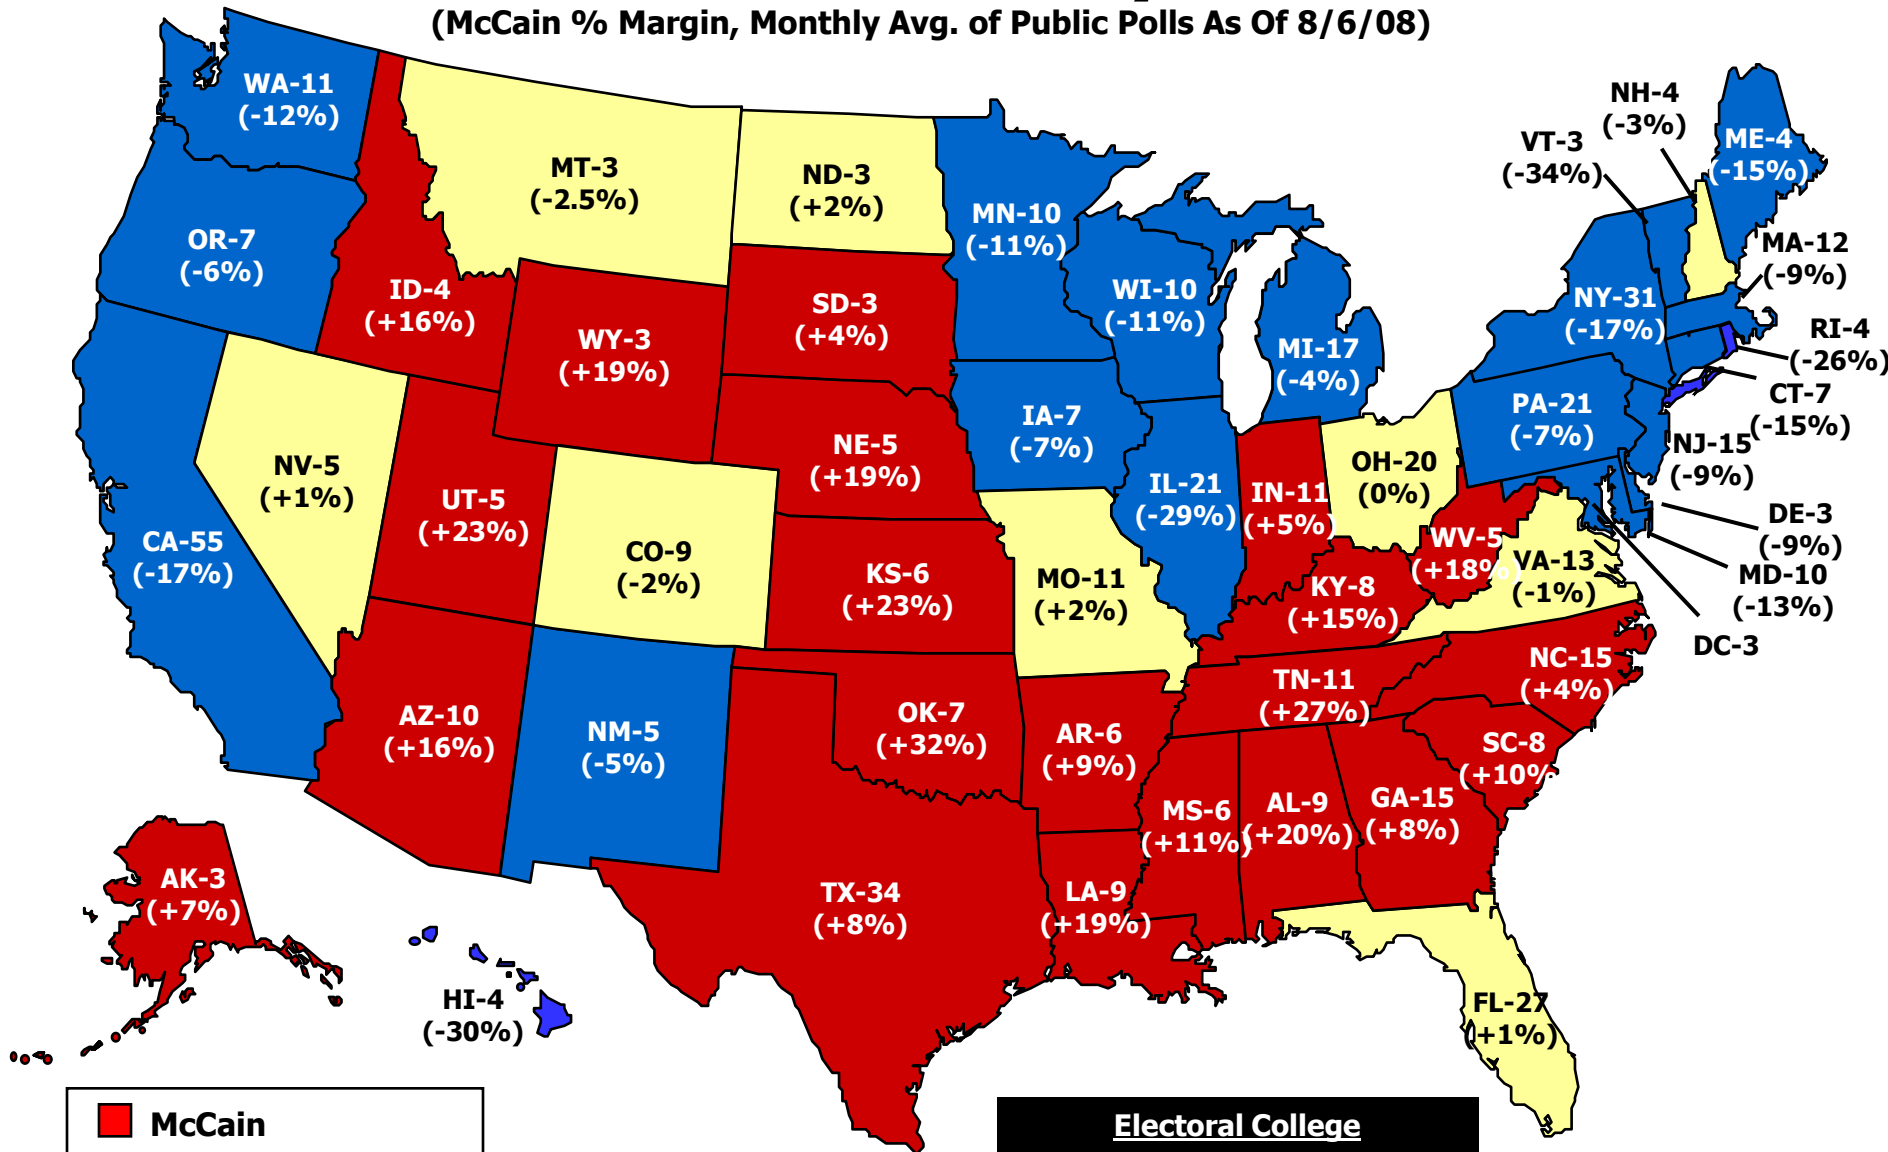 (McCain % Margin, Monthly Avg. of Public Polls As Of 8/6/08)
WA-11
(-12%)
OR-7
(-6%)
CA-55
(-17%)
ID-4
(+16%)
NV-5
(+1%)
MT-3
(-2.5%)
WY-3
(+19%)
UT-5
(+23%)
AZ-10
(+16%)
CO-9
(-2%)
NM-5
(-5%)
ND-3
(+2%)
SD-3
(+4%)
NE-5
(+19%)
KS-6
(+23%)
OK-7
(+32%)
TX-34
(+8%)
MN-10
(-11%)
IA-7
(-7%)
MO-11
(+2%)
AR-6
(+9%)
LA-9
(+19%)
WI-10
(-11%)
IL-21
(-29%)
MI-17
(-4%)
IN-11
(+5%)
OH-20
(0%)
KY-8
(+15%)
TN-11
(+27%)
MS-6
(+11%)
AL-9
(+20%)
GA-15
(+8%)
FL-27
(+1%)
SC-8
(+10%
NC-15
(+4%)
VA-13
(-1%)
WV-5
(+18%)
PA-21
(-7%)
NY-31
(-17%)
VT-3
(-34%)
NH-4
(-3%)
ME-4
(-15%)
MA-12
(-9%)
RI-4
(-26%)
CT-7
(-15%)
NJ-15
(-9%)
DE-3
(-9%)
MD-10
(-13%)
DC-3
AK-3
(+7%)
HI-4
(-30%)
McCain
Electoral College